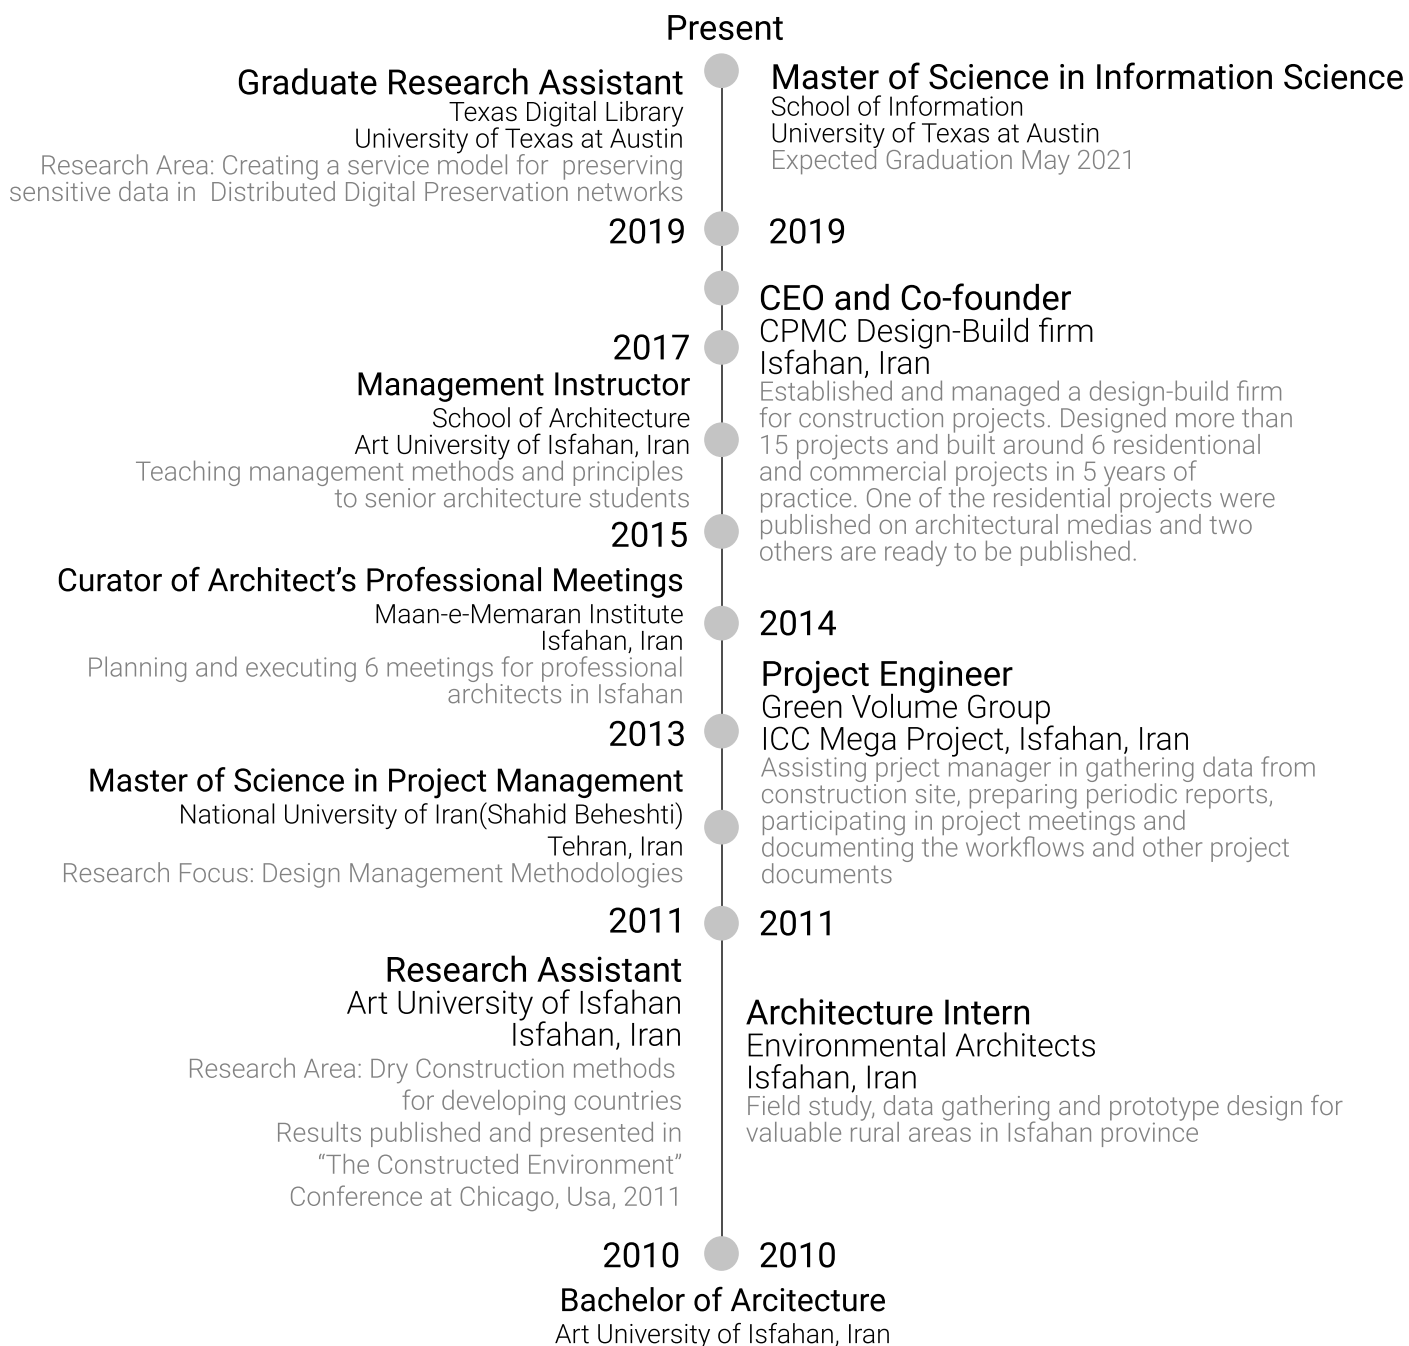 Present
Graduate Research Assistant
Texas Digital Library
University of Texas at Austin
Research Area: Creating a service model for preserving
sensitive data in Distributed Digital Preservation networks
2019
Master of Science in Information Science
School of Information
University of Texas at Austin
Expected Graduation May 2021
2019
CEO and Co-founder
CPMC Design-Build firm
Isfahan, Iran
Established and managed a design-build firm
for construction projects. Designed more than
15 projects and built around 6 residentional
and commercial projects in 5 years of
practice. One of the residential projects were
published on architectural medias and two
others are ready to be published.
2014
2017
Management Instructor
School of Architecture
Art University of Isfahan, Iran
Teaching management methods and principles
to senior architecture students
2015
Curator of Architect’s Professional Meetings
Maan-e-Memaran Institute
Isfahan, Iran
Planning and executing 6 meetings for professional
architects in Isfahan
2013
Project Engineer
Green Volume Group
ICC Mega Project, Isfahan, Iran
Assisting prject manager in gathering data from
construction site, preparing periodic reports,
participating in project meetings and
documenting the workflows and other project
documents
2011
Master of Science in Project Management
National University of Iran(Shahid Beheshti)
Tehran, Iran
Research Focus: Design Management Methodologies
2011
Research Assistant
Art University of Isfahan
Isfahan, Iran
Research Area: Dry Construction methods
for developing countries
Results published and presented in
“The Constructed Environment”
Conference at Chicago, Usa, 2011
2010
Architecture Intern
Environmental Architects
Isfahan, Iran
Field study, data gathering and prototype design for
valuable rural areas in Isfahan province
2010
Bachelor of Arcitecture
Art University of Isfahan, Iran